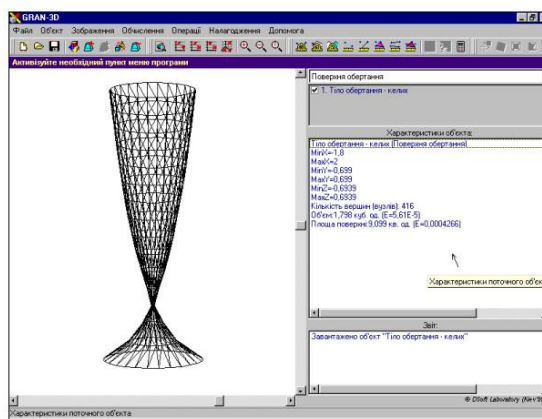 GRAN-3D
Файл Об'єкт Зображення Обчислення Операції Налагодження Допомога
Активізуйте необхідний пункт меню програми
Поверхня обертання
1. Тіло обертання - келих
Характеристики об'єкта:
Тіло обертання - келих (Поверхня обертання)
MinX=-1,8
MaxX=2
MinY=-0,699
MaxY=0,699
MinZ=-0,6939
MaxZ=0,6939
Кількість вершин (вузлів): 416
Об'єм:1,798 куб. од. (E=5,61E-5)
Площа поверхні:9,099 кв. од. (E=0,0004266)
Характеристики поточного об'єк
Звіт:
Завантажено об'єкт "Тіло обертання - келих"
© DSoft Laboratory
Характеристики поточного об'єкта